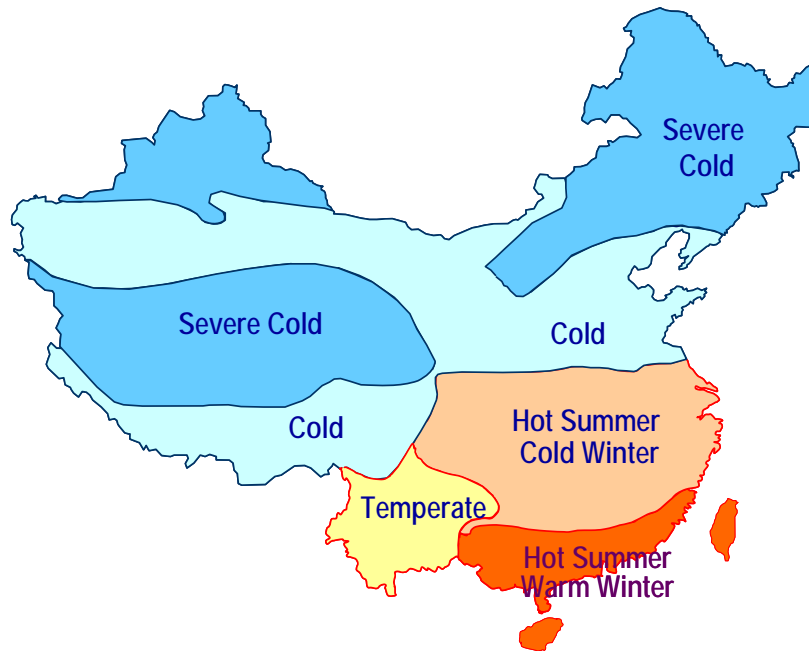 Severe
Cold
Severe Cold
Cold
Cold
Hot Summer
Cold Winter
Temperate
Hot Summer
Warm Winter